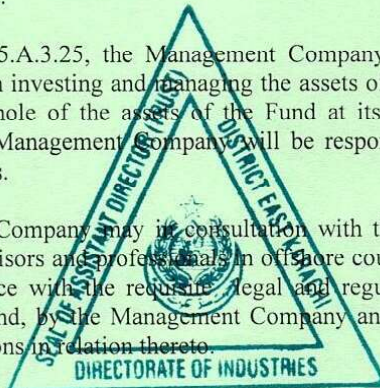 5.A.3.25, the Management Company
investing and managing the assets of
hole of the assets of the Fund at its
Management Company will be respon
s.
Company may in consultation with t
isors and professionals in offshore cou
ce with the requisite legal and regu
nd, by the Management Company an
ons in relation thereto.
SEAL OF ASSISTANT DIRECTOR (TRUST)
DISTRICT EAST KARACHI
DIRECTORATE OF INDUSTRIES